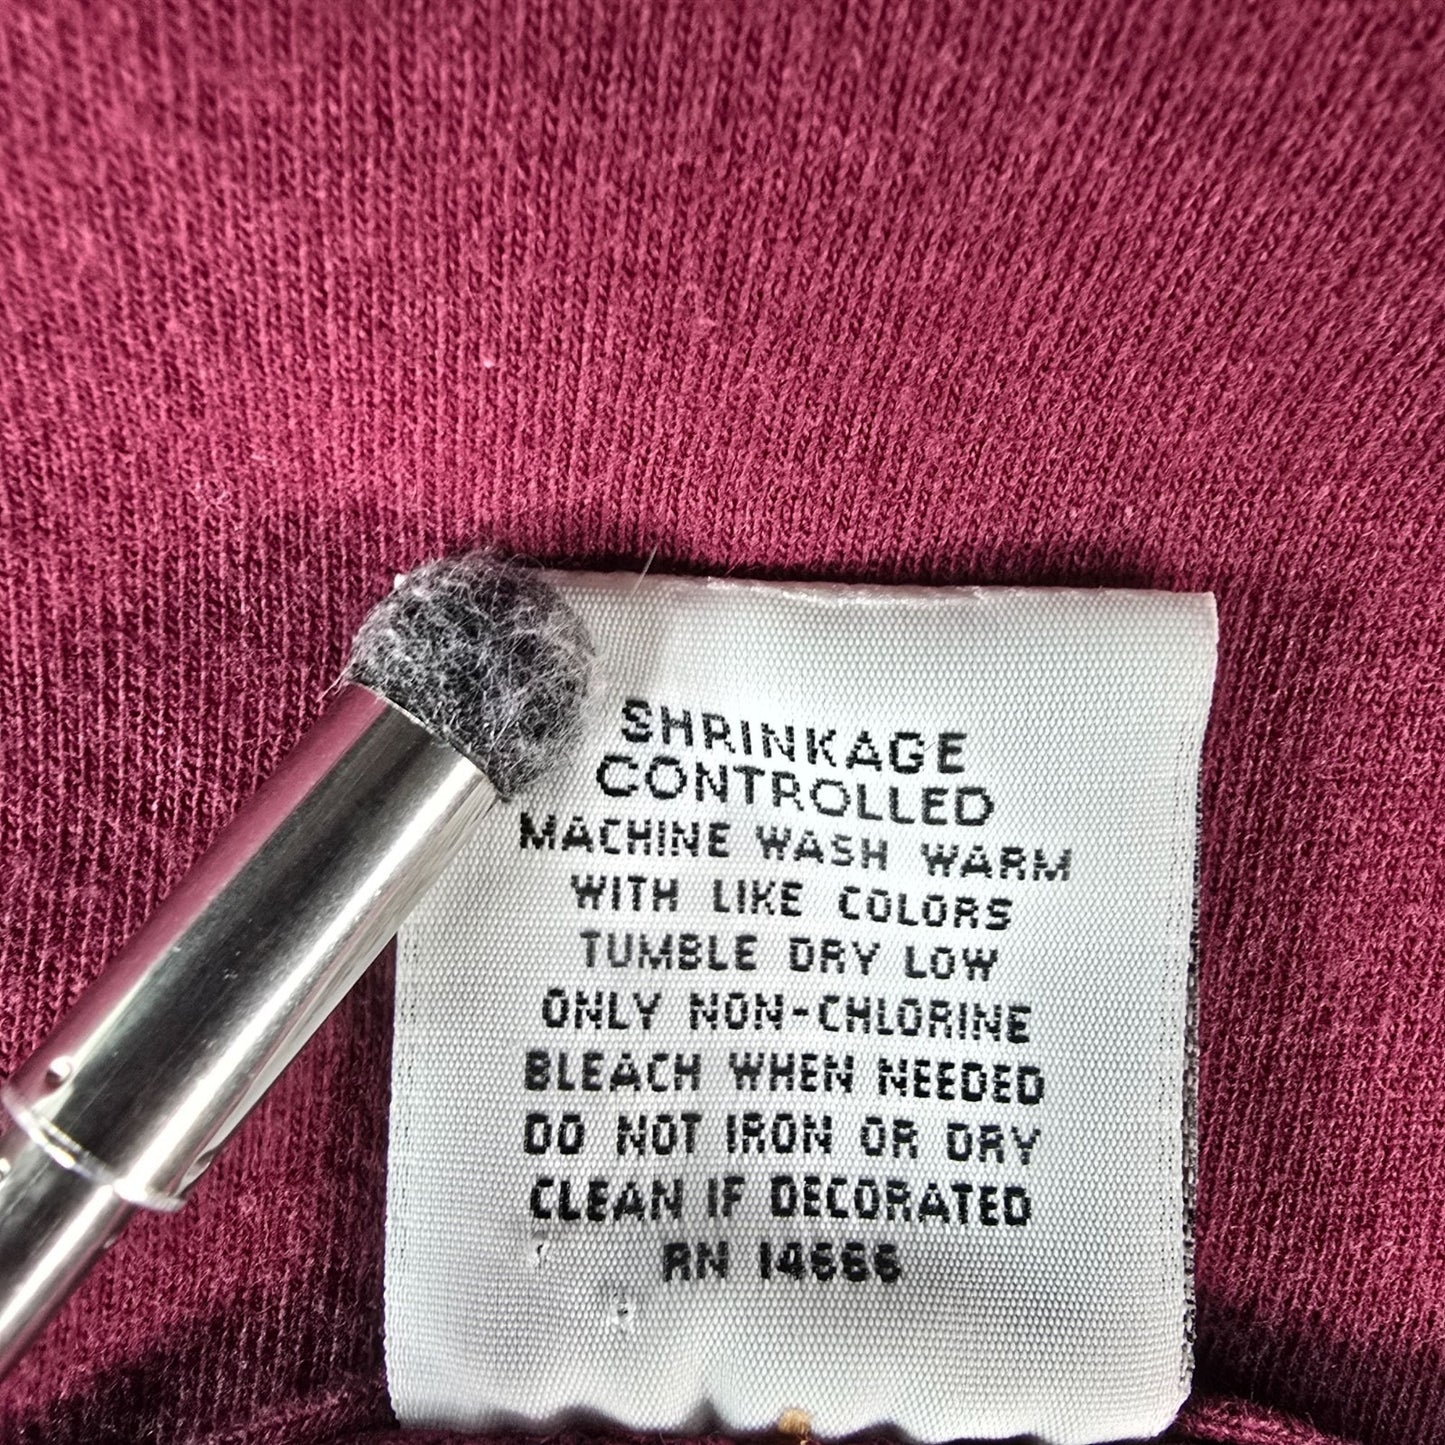 SHRINKAGE
CONTROLLED
MACHINE WASH WARM
WITH LIKE COLORS
TUMBLE DRY LOW
ONLY NON-CHLORINE
BLEACH WHEN NEEDED
DO NOT IRON OR DRY
CLEAN IF DECORATED
RN 14666